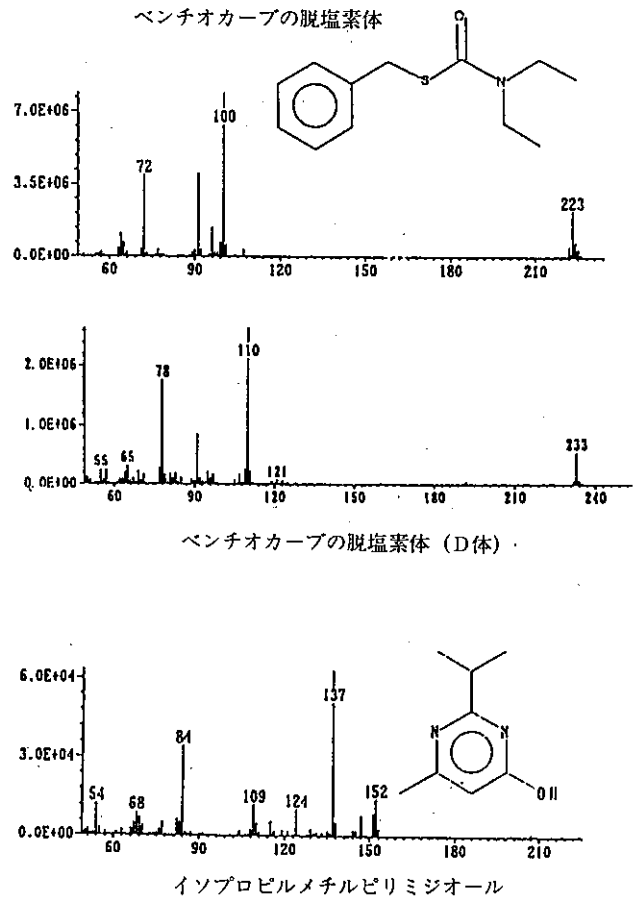 ベンチオカーブの脱塩素体
O
S
N
7.0E+06
3.5E+06
0.0E+00
72
100
223
60 90 120 150 180 210
2.0E+06
1.0E+06
0.0E+00
55
65
78
110
121
233
60 90 120 150 180 210 240
ベンチオカーブの脱塩素体 (D体)
6.0E+04
3.0E+04
0.0E+00
54
68
84
109
124
137
152
N N
OH
60 90 120 150 180 210
イソプロピルメチルピリミジオール